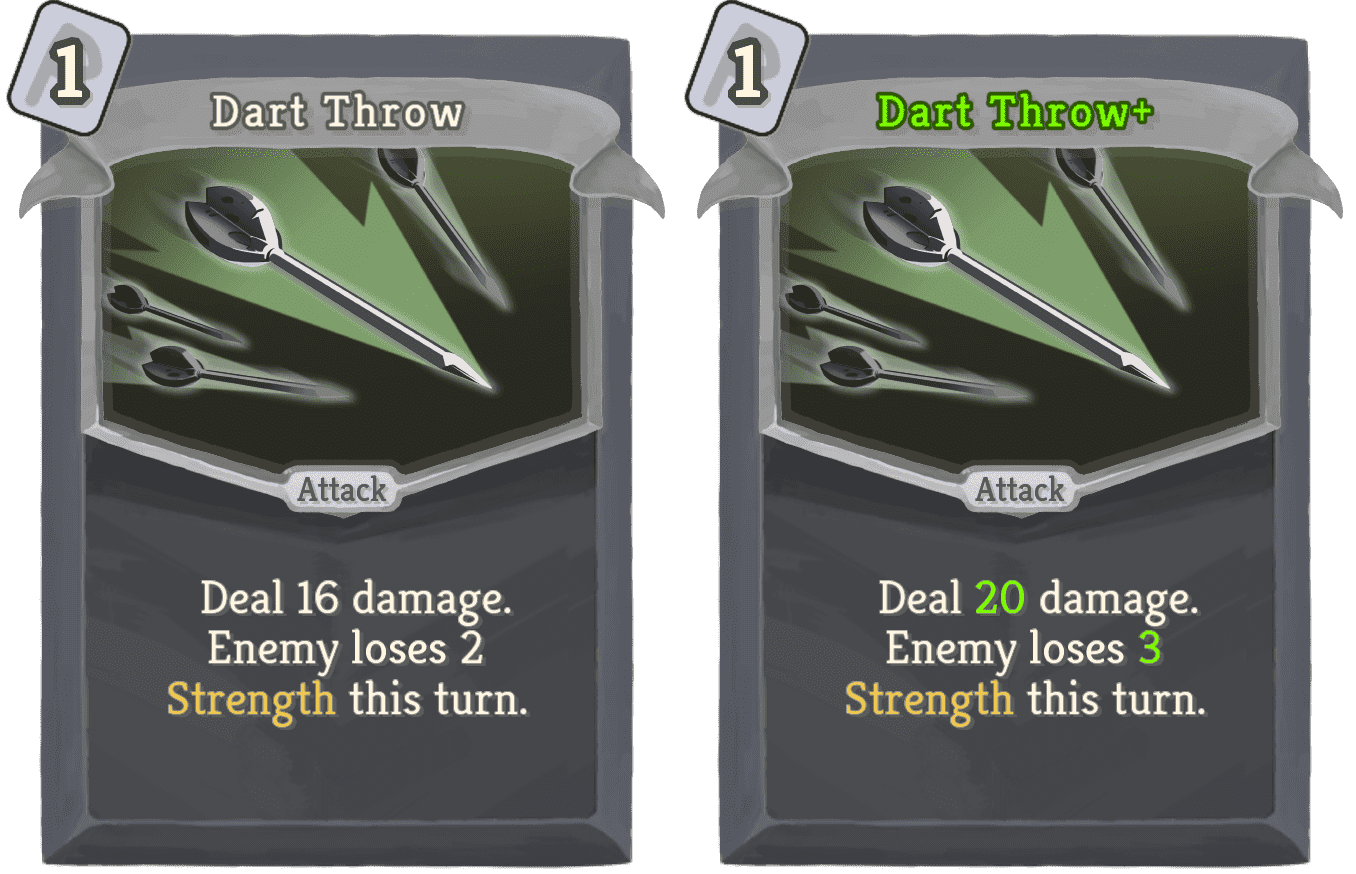 1
Dart Throw
Attack
Deal 16 damage.
Enemy loses 2
Strength this turn.
1
Dart Throw+
Attack
Deal 20 damage.
Enemy loses 3
Strength this turn.